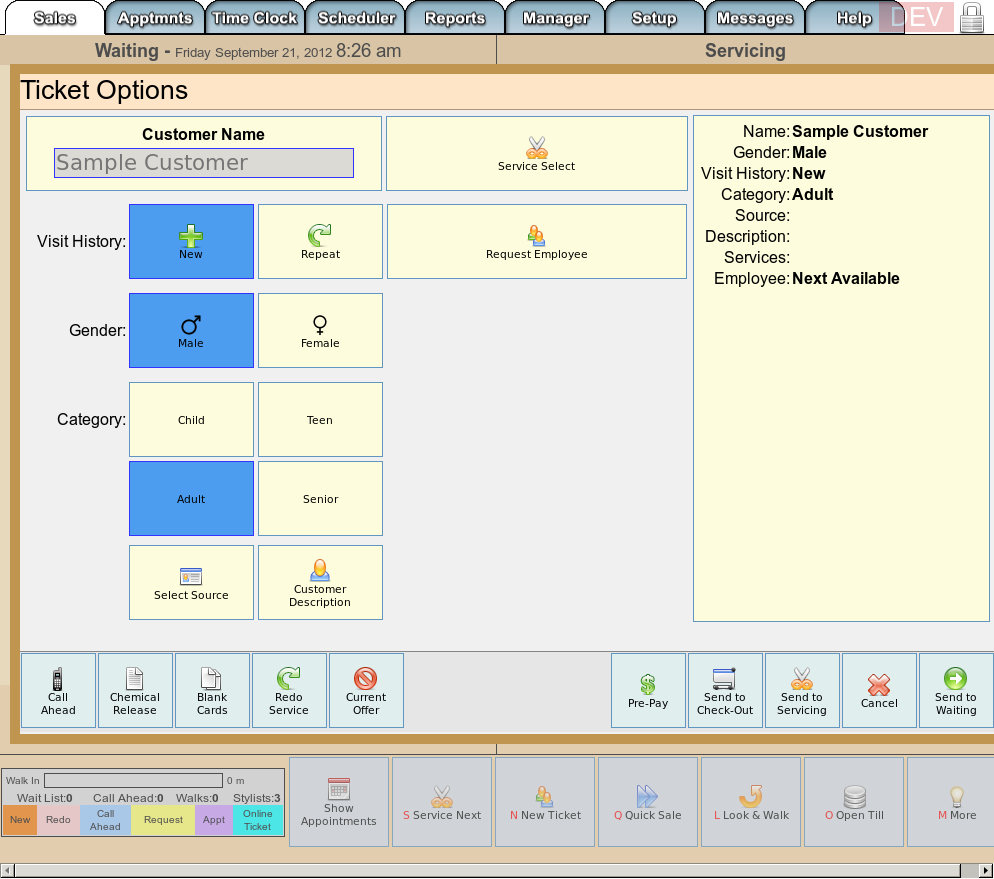 Sales Apptmnts Time Clock Scheduler Reports Manager Setup Messages Help DEV
Waiting - Friday September 21, 2012 8:26 am Servicing
Ticket Options
Customer Name
Sample Customer
Service Select
Visit History: New Repeat Request Employee
Gender: Male Female
Category: Child Teen
Adult Senior
Select Source
Customer
Description
Name: Sample Customer
Gender: Male
Visit History: New
Category: Adult
Source:
Description:
Services:
Employee: Next Available
Call
Ahead
Chemical
Release
Blank
Cards
Redo
Service
Current
Offer
Pre-Pay
Send to
Check-Out
Send to
Servicing
Cancel
Send to
Waiting
Walk In 0 m
Wait List:0 Call Ahead:0 Walks:0 Stylists:3
New
Redo
Call
Ahead
Request
Appt
Online
Ticket
Show
Appointments
S Service Next
N New Ticket
Q Quick Sale
L Look & Walk
O Open Till
M More